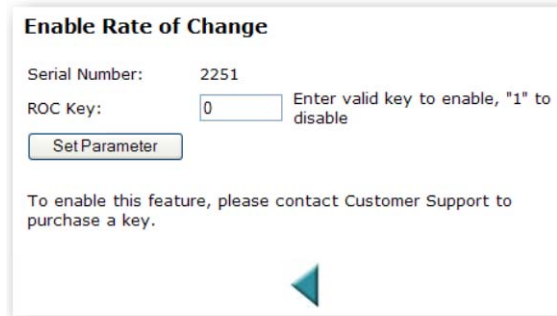 Enable Rate of Change
Serial Number: 2251
ROC Key: 0 Enter valid key to enable, "1" to
disable
Set Parameter
To enable this feature, please contact Customer Support to
purchase a key.